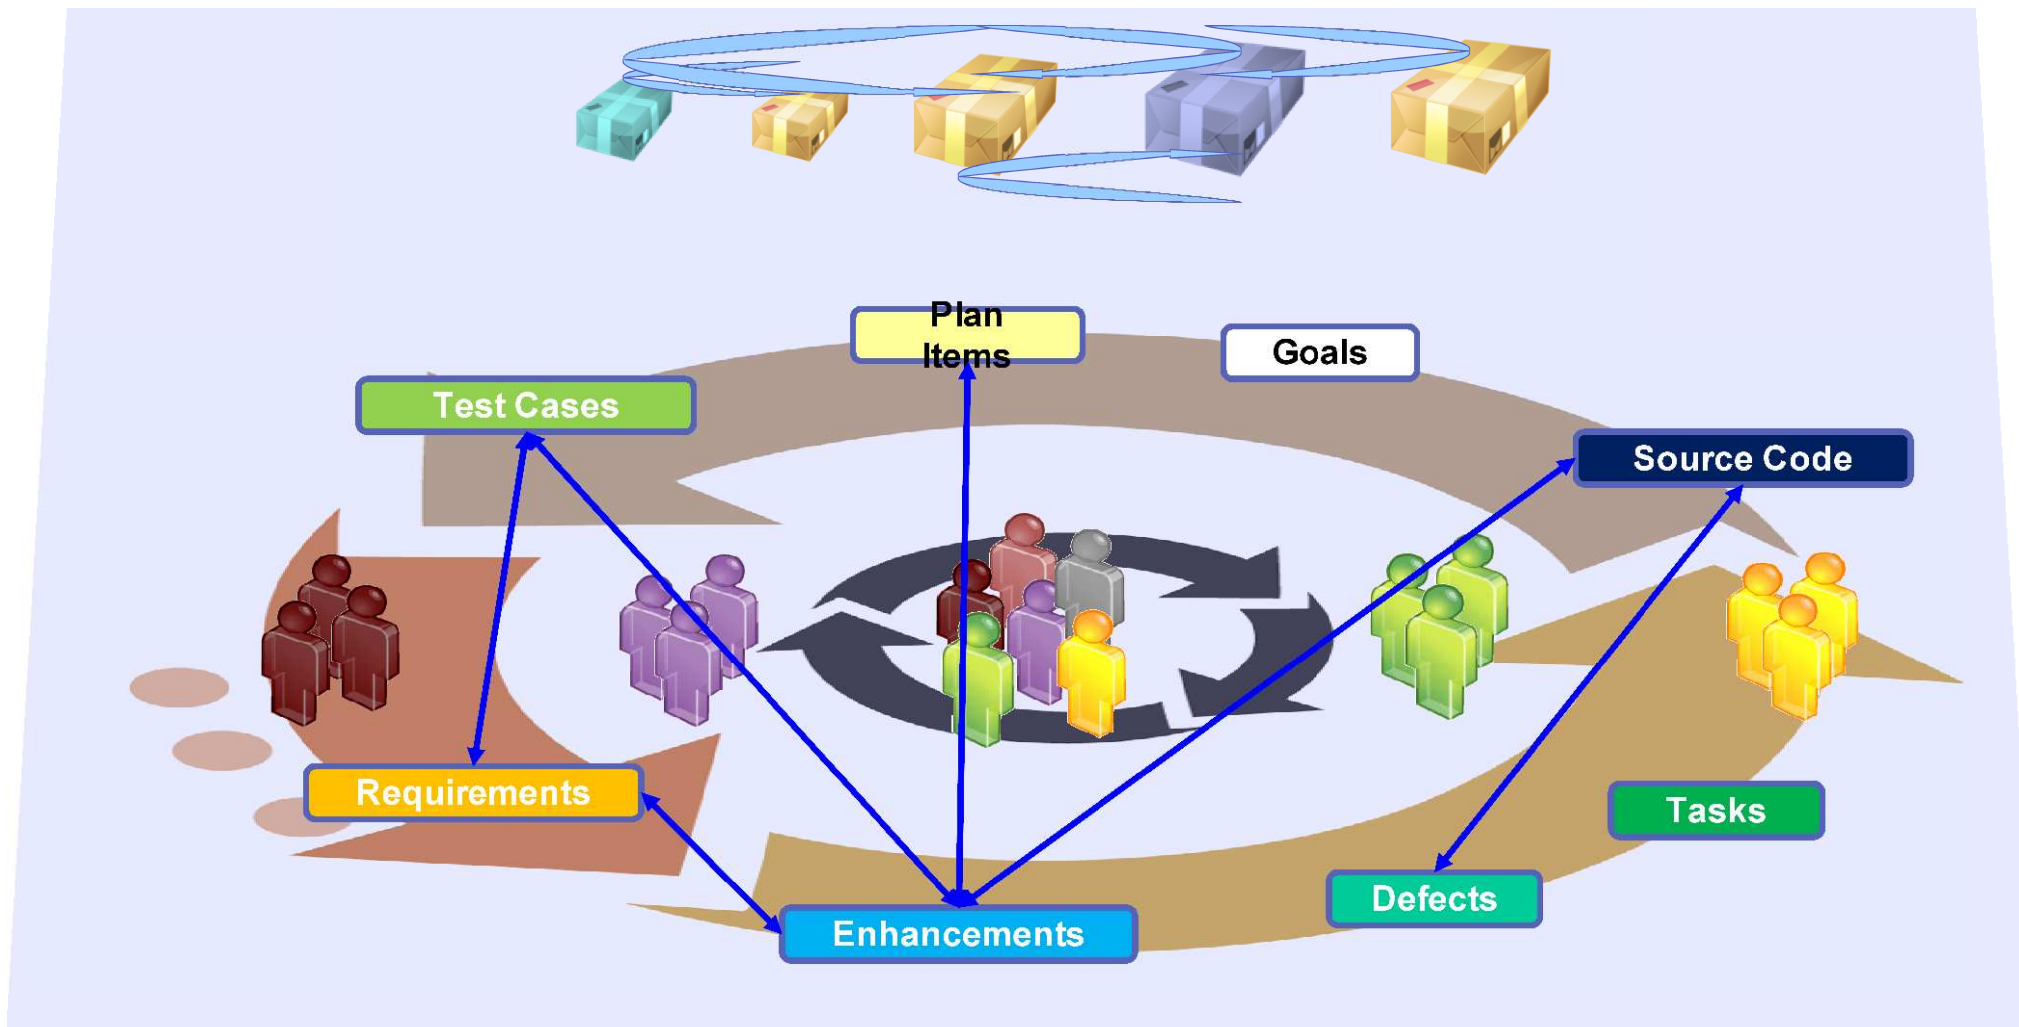 Plan
Items
Goals
Test Cases
Source Code
Requirements
Tasks
Defects
Enhancements